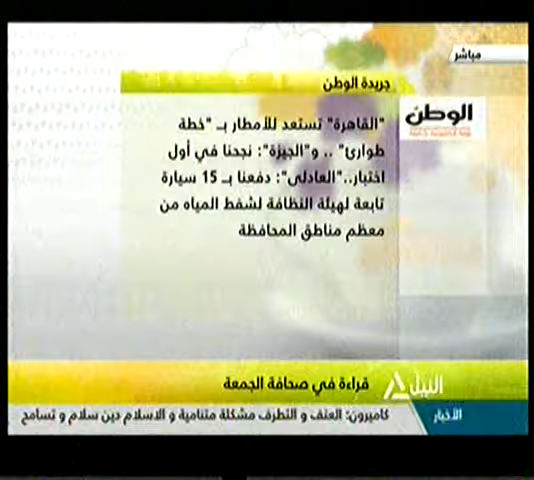 مباشر
جريدة الوطن
الوطن
"القاهرة" تستعد للأمطار بـ "خطة
طوارئ" .. و"الجيزة": نجحنا في أول
اختبار.."العادلى": دفعنا بـ 15 سيارة
تابعة لهيئة النظافة لشفط المياه من
معظم مناطق المحافظة
النيل قراءة في صحافة الجمعة
الأخبار كاميرون: العنف و التطرف مشكلة متنامية و الاسلام دين سلام و تسامح